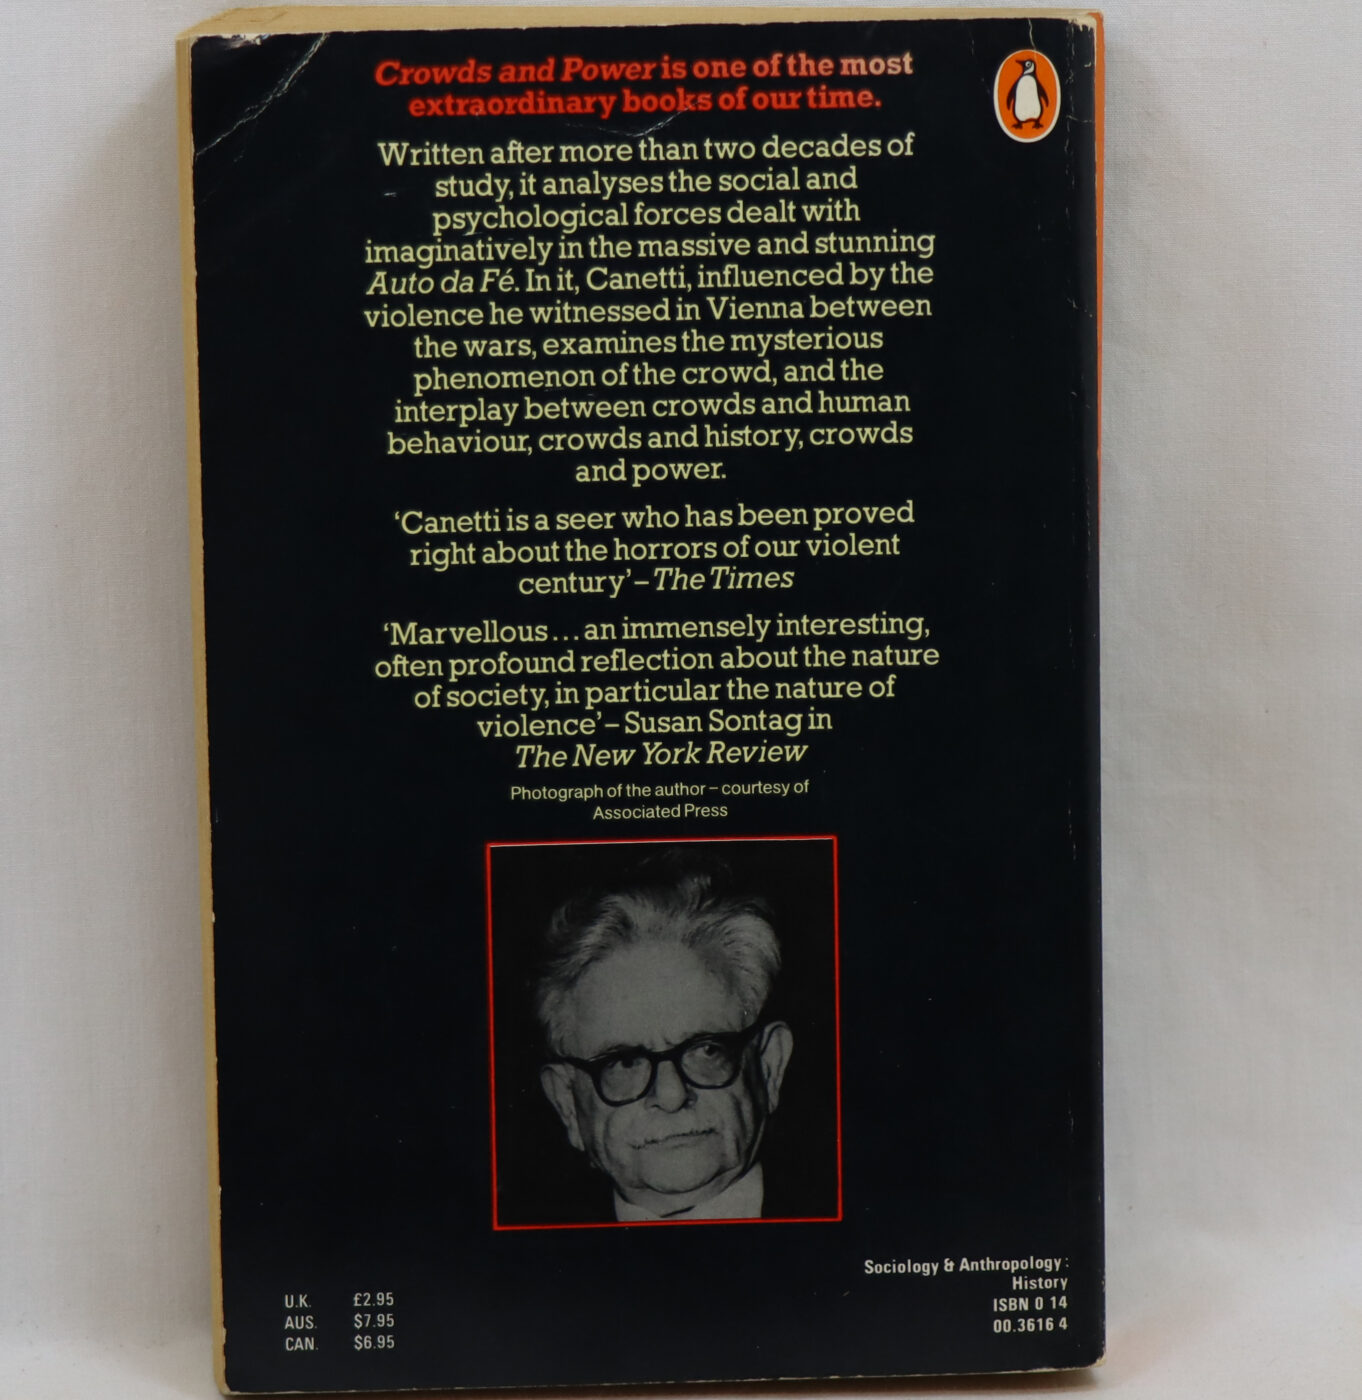 Crowds and Power is one of the most
extraordinary books of our time.
Written after more than two decades of
study, it analyses the social and
psychological forces dealt with
imaginatively in the massive and stunning
Auto da Fé. In it, Canetti, influenced by the
violence he witnessed in Vienna between
the wars, examines the mysterious
phenomenon of the crowd, and the
interplay between crowds and human
behaviour, crowds and history, crowds
and power.
‘Canetti is a seer who has been proved
right about the horrors of our violent
century’ – The Times
‘Marvellous . . . an immensely interesting,
often profound reflection about the nature
of society, in particular the nature of
violence’ – Susan Sontag in
The New York Review
Photograph of the author – courtesy of
Associated Press
U.K. £2.95
AUS. $7.95
CAN. $6.95
Sociology & Anthropology:
History
ISBN 0 14
00.3616 4